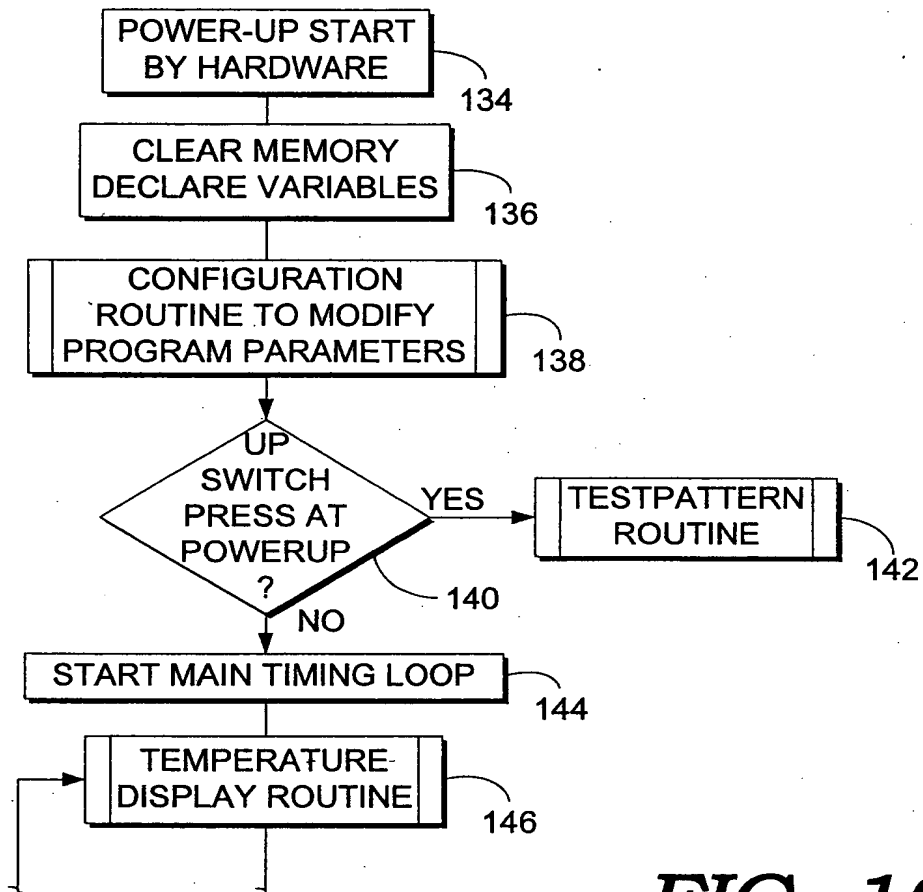 POWER-UP START
BY HARDWARE
134
CLEAR MEMORY
DECLARE VARIABLES
136
CONFIGURATION
ROUTINE TO MODIFY
PROGRAM PARAMETERS
138
UP
SWITCH
PRESS AT
POWERUP
?
YES
TESTPATTERN
ROUTINE
142
140
NO
START MAIN TIMING LOOP
144
TEMPERATURE
DISPLAY ROUTINE
146